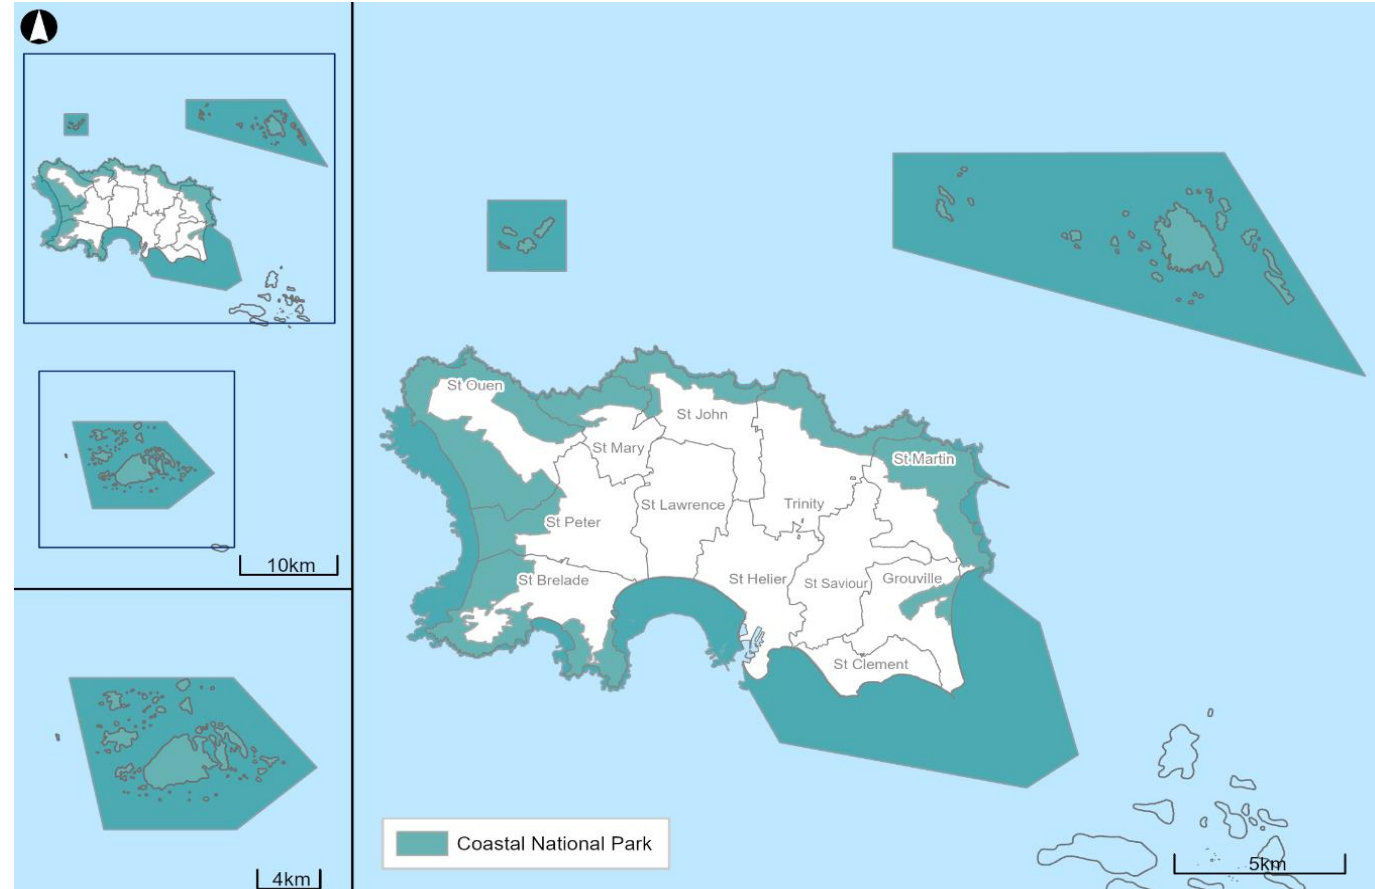 10km
4km
St Ouen
St John
St Mary
St Martin
St Lawrence
Trinity
St Peter
St Brelade
St Helier
St Saviour
Grouville
St Clement
Coastal National Park
5km